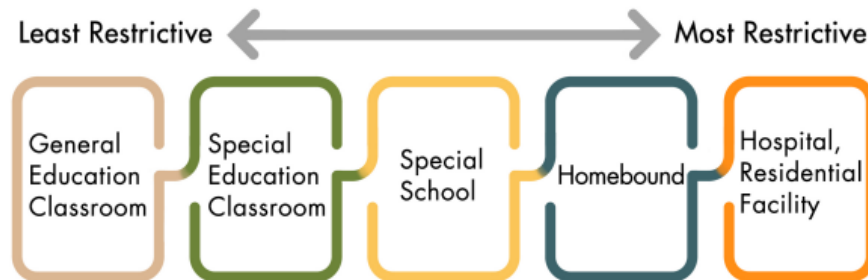 Least Restrictive
Most Restrictive
General
Education
Classroom
Special
Education
Classroom
Special
School
Homebound
Hospital,
Residential
Facility